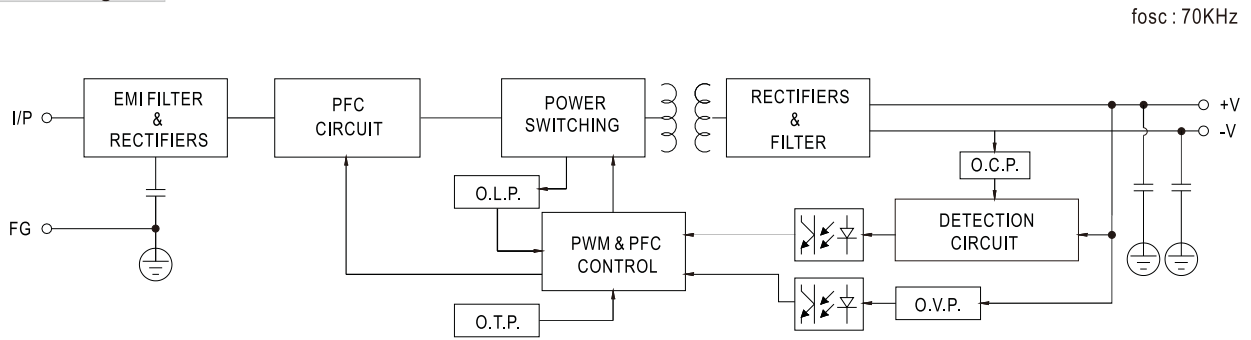 fosc : 70KHz
I/P
EMI FILTER
&
RECTIFIERS
PFC
CIRCUIT
POWER
SWITCHING
RECTIFIERS
&
FILTER
+V
-V
O.C.P.
O.L.P.
FG
PWM & PFC
CONTROL
DETECTION
CIRCUIT
O.T.P.
O.V.P.